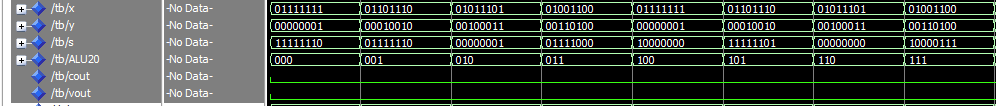 /tb/x -No Data- 01111111 01101110 01011101 01001100 01111111 01101110 01011101 01001100
/tb/y -No Data- 00000001 00010010 00100011 00110100 00000001 00010010 00100011 00110100
/tb/s -No Data- 11111110 01111110 00000001 01111000 10000000 11111101 00000000 10000111
/tb/ALU20 -No Data- 000 001 010 011 100 101 110 111
/tb/cout -No Data-
/tb/vout -No Data-